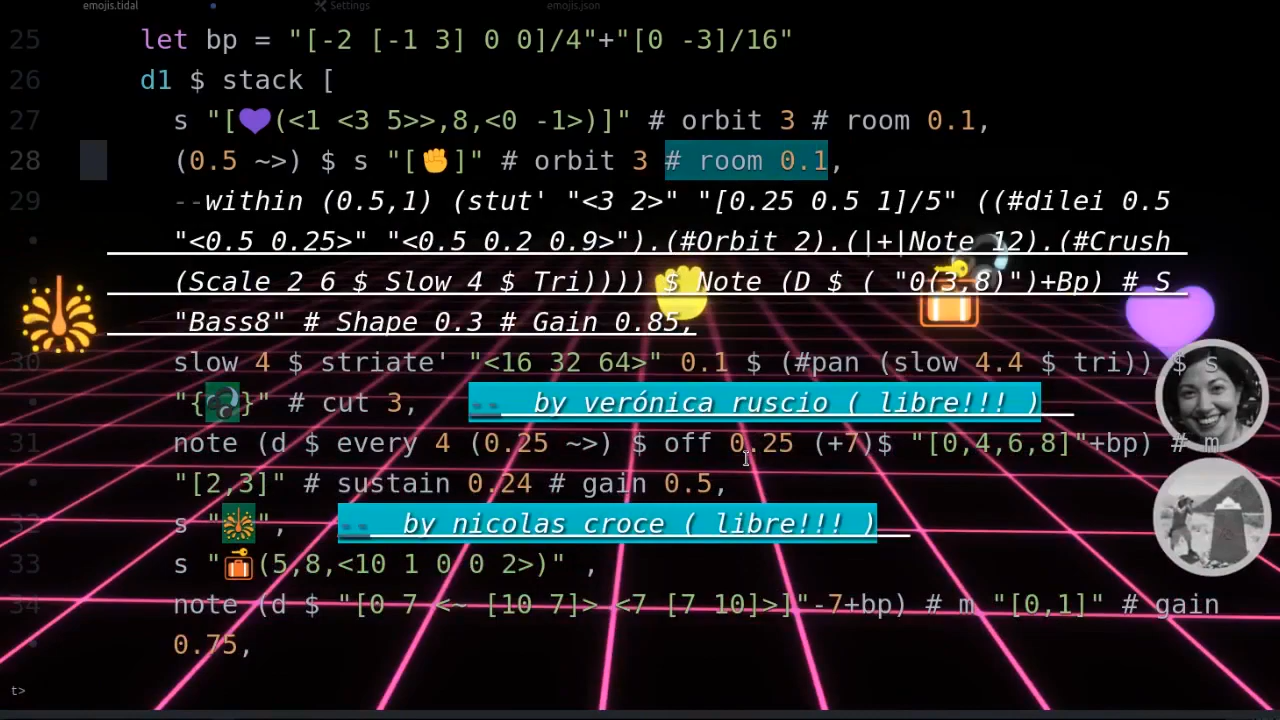 emojis.tidal Settings emojis.json
25 let bp = "[-2 [-1 3] 0 0]/4"+"[0 -3]/16"
26 d1 $ stack [
27 s "[💜(<1 <3 5>>,8,<0 -1>)]" # orbit 3 # room 0.1,
28 (0.5 ~>) $ s "[✊]" # orbit 3 # room 0.1,
29 --within (0.5,1) (stut' "<3 2>" "[0.25 0.5 1]/5" ((#dilei 0.5
"<0.5 0.25>" "<0.5 0.2 0.9>").(#Orbit 2).(|+|Note 12).(#Crush
(Scale 2 6 $ Slow 4 $ Tri)))) $ Note (D $ ( "0(3,8)")+Bp) # S
"Bass8" # Shape 0.3 # Gain 0.85,
30 slow 4 $ striate' "<16 32 64>" 0.1 $ (#pan (slow 4.4 $ tri)) $ s
"{🎧}" # cut 3, -- by verónica ruscio ( libre!!! )
31 note (d $ every 4 (0.25 ~>) $ off 0.25 (+7)$ "[0,4,6,8]"+bp) # m
"[2,3]" # sustain 0.24 # gain 0.5,
32 s "🎆", -- by nicolas croce ( libre!!! )
33 s "🧳(5,8,<10 1 0 0 2>)" ,
34 note (d $ "[0 7 <~ [10 7]> <7 [7 10]>]"-7+bp) # m "[0,1]" # gain
0.75,
t>